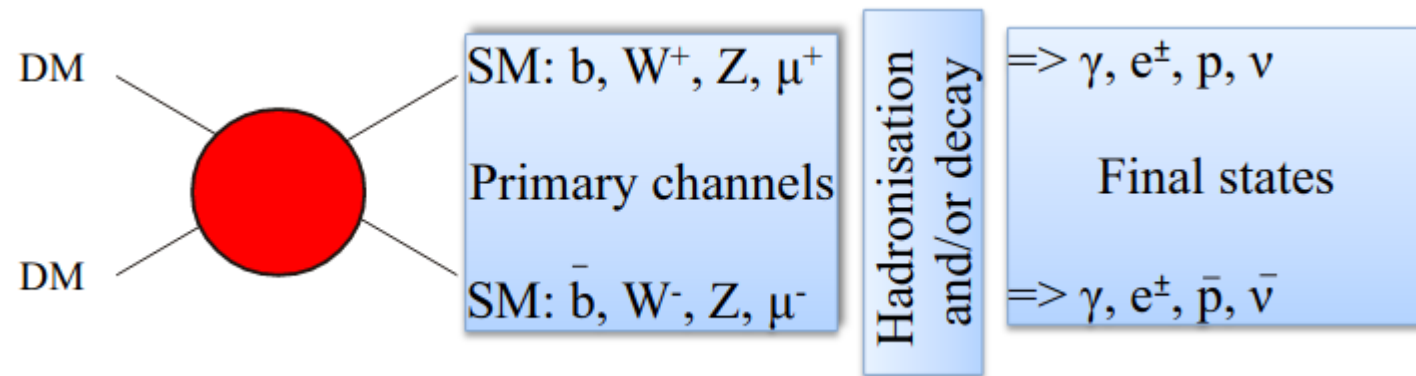 DM
SM: b, W⁺, Z, μ⁺
Primary channels
DM
SM: b̄, W⁻, Z, μ⁻
Hadronisation
and/or decay
=> γ, e±, p, ν
Final states
=> γ, e±, p̄, ν̄